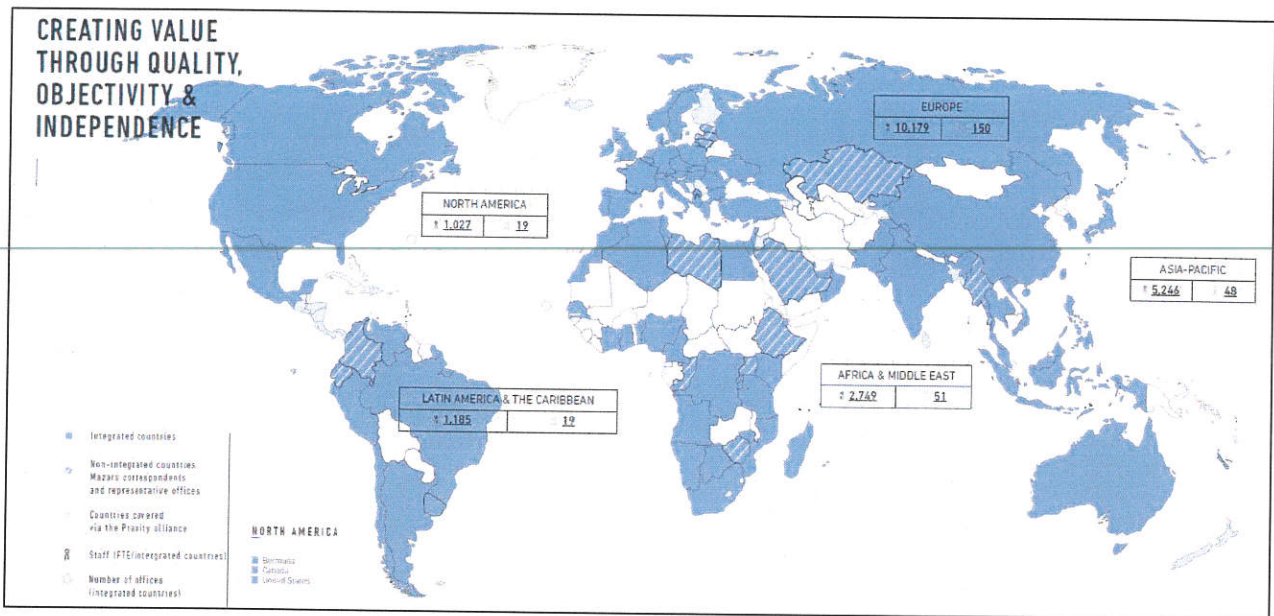 CREATING VALUE
THROUGH QUALITY,
OBJECTIVITY &
INDEPENDENCE
EUROPE
10,179 150
NORTH AMERICA
1,027 19
ASIA-PACIFIC
5,246 48
AFRICA & MIDDLE EAST
2,749 51
LATIN AMERICA & THE CARIBBEAN
1,185 19
Integrated countries
Non-integrated countries
Mazars correspondents
and representative offices
Countries covered
via the Praxity alliance
Staff (FTE/intergrated countries)
Number of offices
(integrated countries)
NORTH AMERICA
Bermuda
Canada
United States